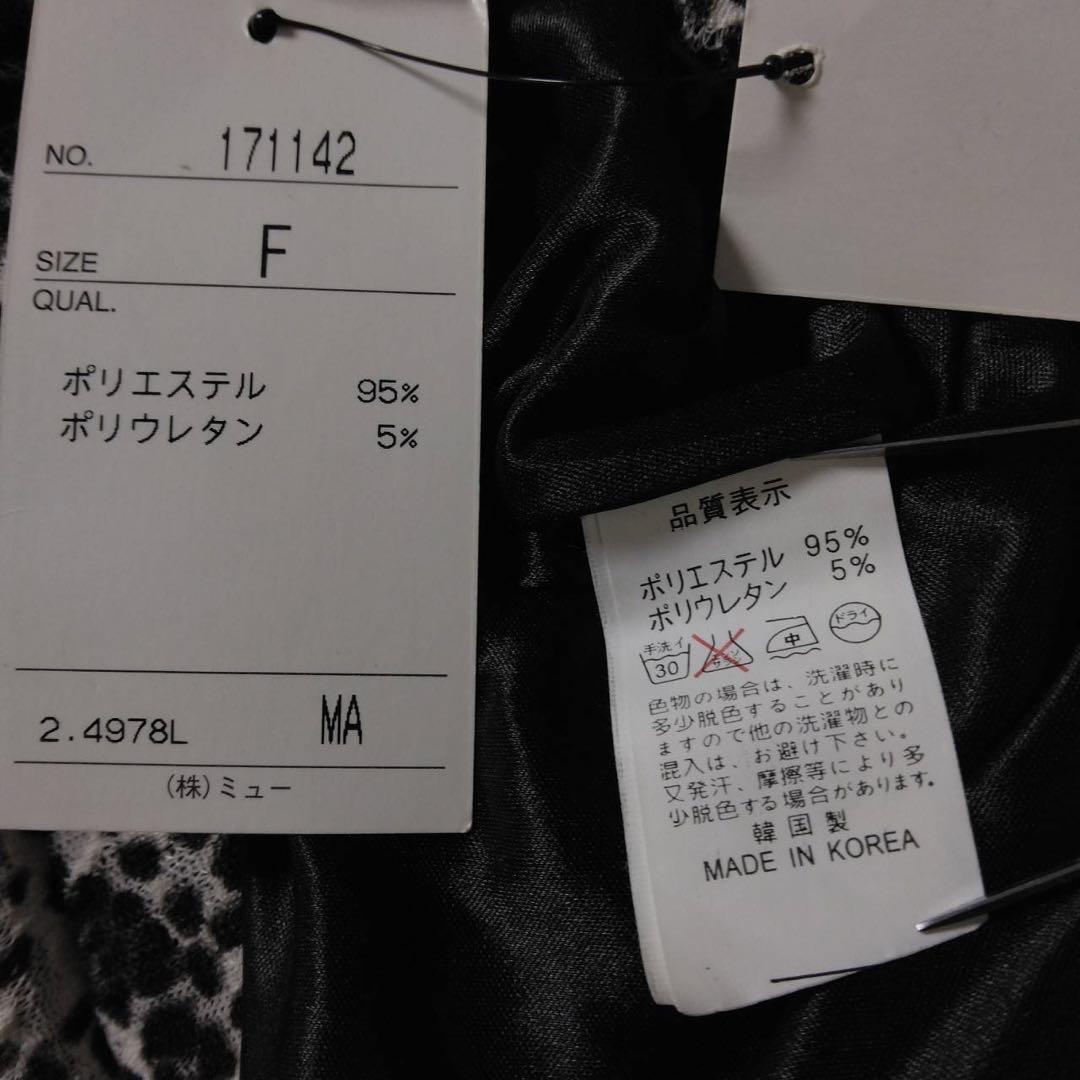 NO. 171142
SIZE F
QUAL.
ポリエステル 95%
ポリウレタン 5%
2.4978L MA
(株)ミュー
品質表示
ポリエステル 95%
ポリウレタン 5%
手洗イ 30 中 ドライ
色物の場合は、洗濯時に
多少脱色することがあり
ますので他の洗濯物との
混入は、お避け下さい。
又発汗、摩擦等により多
少脱色する場合があります。
韓国製
MADE IN KOREA